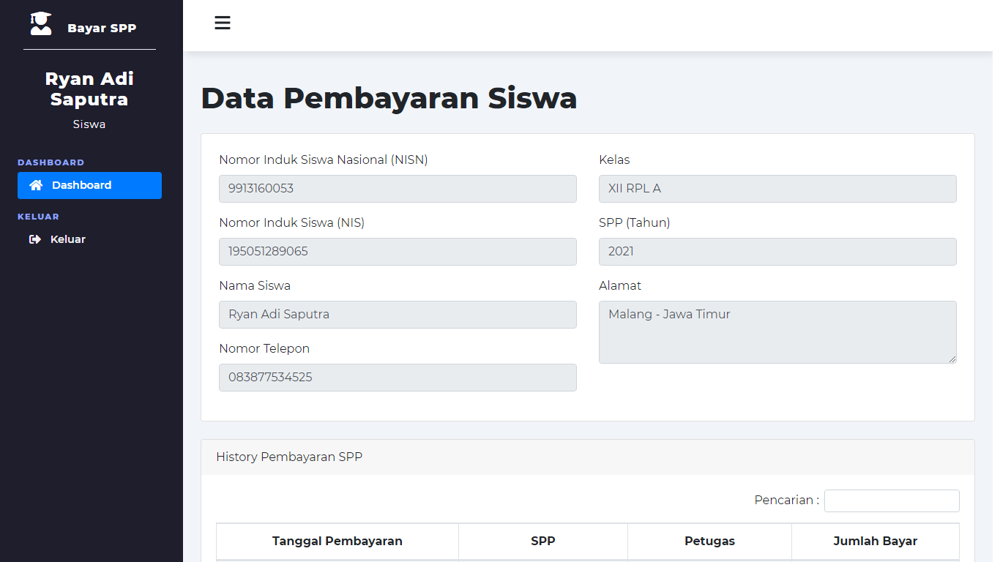 Bayar SPP
Ryan Adi
Saputra
Siswa
DASHBOARD
Dashboard
KELUAR
Keluar
Data Pembayaran Siswa
Nomor Induk Siswa Nasional (NISN)
9913160053
Nomor Induk Siswa (NIS)
195051289065
Nama Siswa
Ryan Adi Saputra
Nomor Telepon
083877534525
Kelas
XII RPL A
SPP (Tahun)
2021
Alamat
Malang - Jawa Timur
History Pembayaran SPP
Pencarian :
Tanggal Pembayaran SPP Petugas Jumlah Bayar